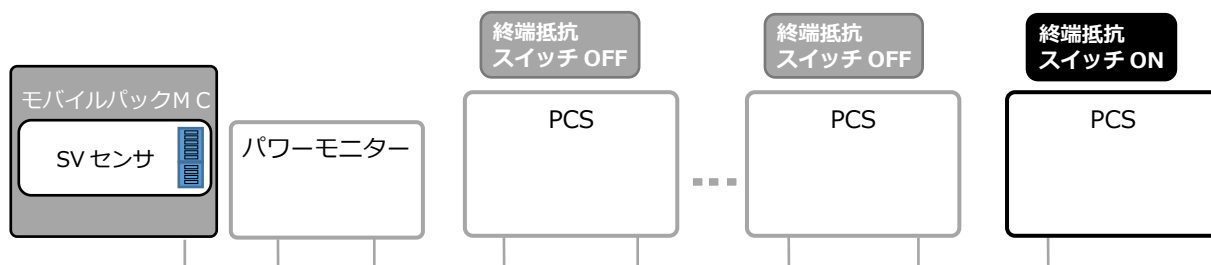 終端抵抗
スイッチ OFF
終端抵抗
スイッチ OFF
終端抵抗
スイッチ ON
モバイルパックＭＣ
SV センサ
パワーモニター
PCS
PCS
PCS